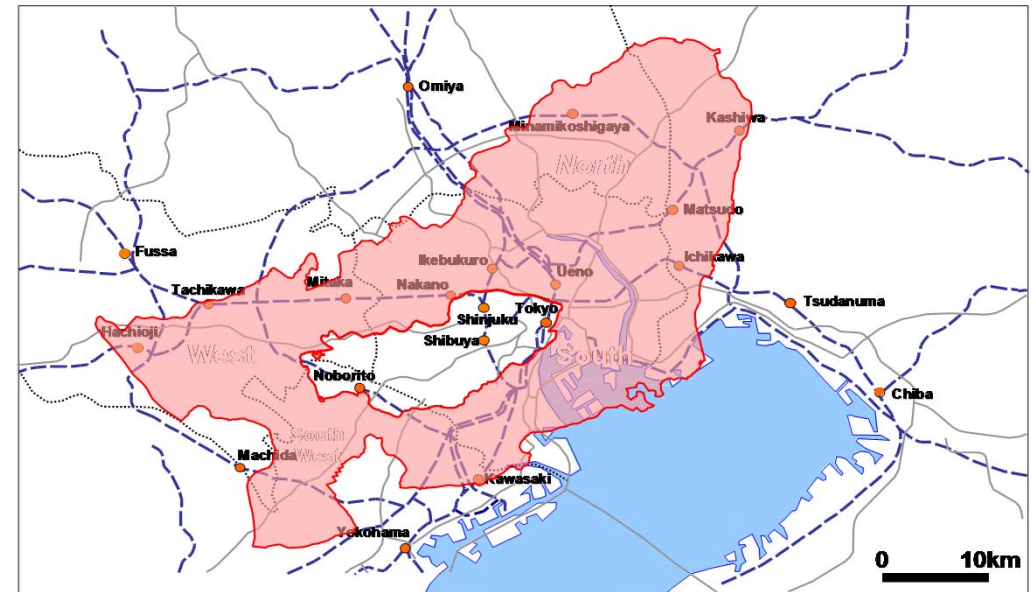 Omiya
Minamikoshigaya
Kashiwa
North
Matsudo
Fussa
Ikebukuro
Ueno
Ichikawa
Tachikawa
Mitaka
Nakano
Shinjuku
Tokyo
Tsudanuma
Hachioji
West
Shibuya
South
Noborito
Chiba
South
West
Machida
Kawasaki
Yokohama
0 10km